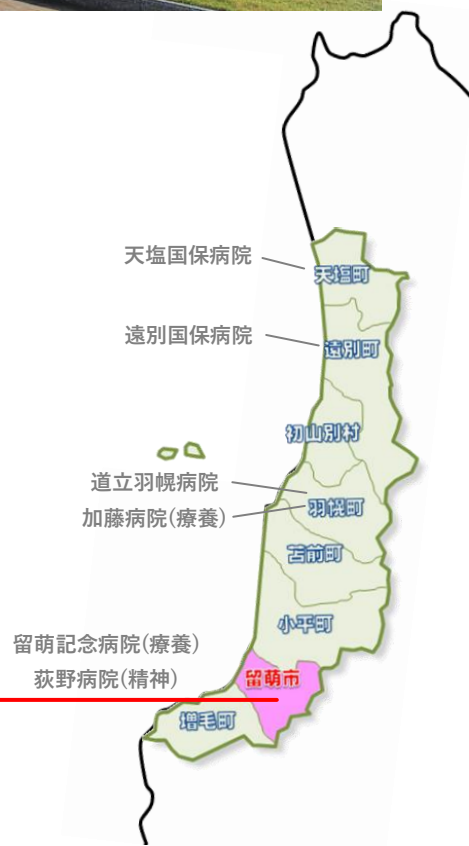 天塩国保病院
天塩町
遠別国保病院
遠別町
初山別村
道立羽幌病院
加藤病院(療養)
羽幌町
苫前町
小平町
留萌記念病院(療養)
荻野病院(精神)
留萌市
増毛町